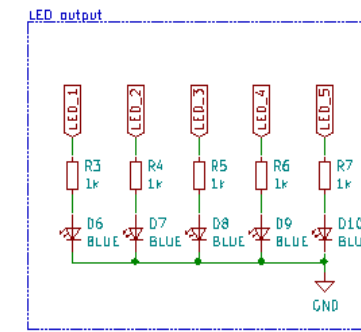 LED output
LED_1 LED_2 LED_3 LED_4 LED_5
R3 R4 R5 R6 R7
1k 1k 1k 1k 1k
D6 D7 D8 D9 D10
BLUE BLUE BLUE BLUE BLU
GND